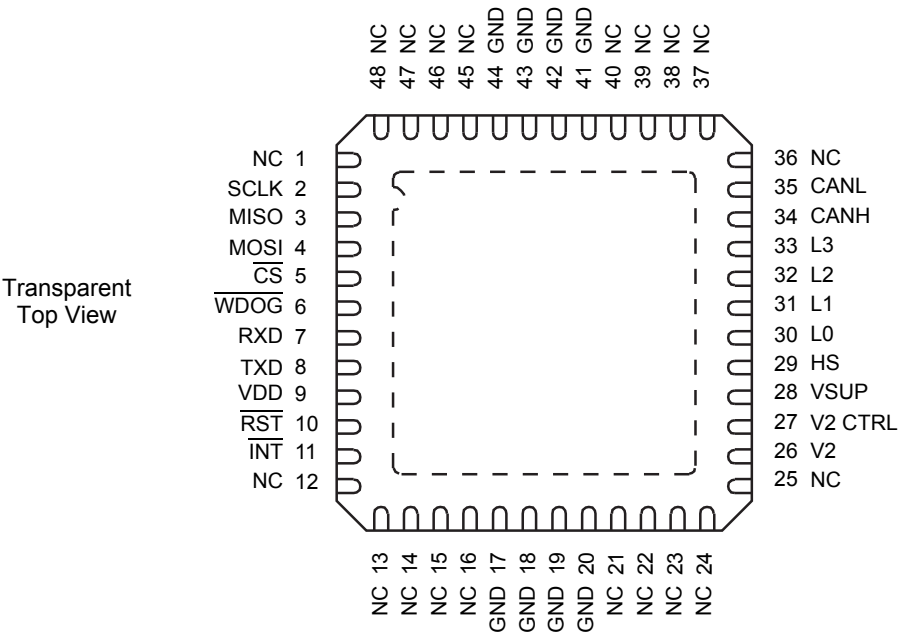 48 NC
47 NC
46 NC
45 NC
44 GND
43 GND
42 GND
41 GND
40 NC
39 NC
38 NC
37 NC
Transparent
Top View
NC 1
SCLK 2
MISO 3
MOSI 4
C̅S̅ 5
W̅D̅O̅G̅ 6
RXD 7
TXD 8
VDD 9
R̅S̅T̅ 10
I̅N̅T̅ 11
NC 12
36 NC
35 CANL
34 CANH
33 L3
32 L2
31 L1
30 L0
29 HS
28 VSUP
27 V2 CTRL
26 V2
25 NC
NC 13
NC 14
NC 15
NC 16
GND 17
GND 18
GND 19
GND 20
NC 21
NC 22
NC 23
NC 24